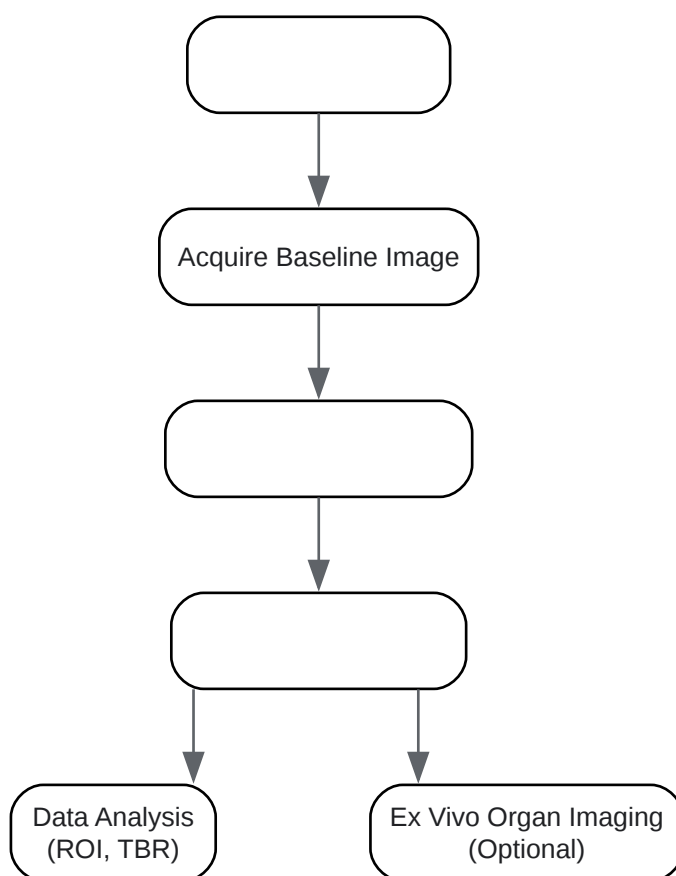 Acquire Baseline Image
Data Analysis
(ROI, TBR)
Ex Vivo Organ Imaging
(Optional)